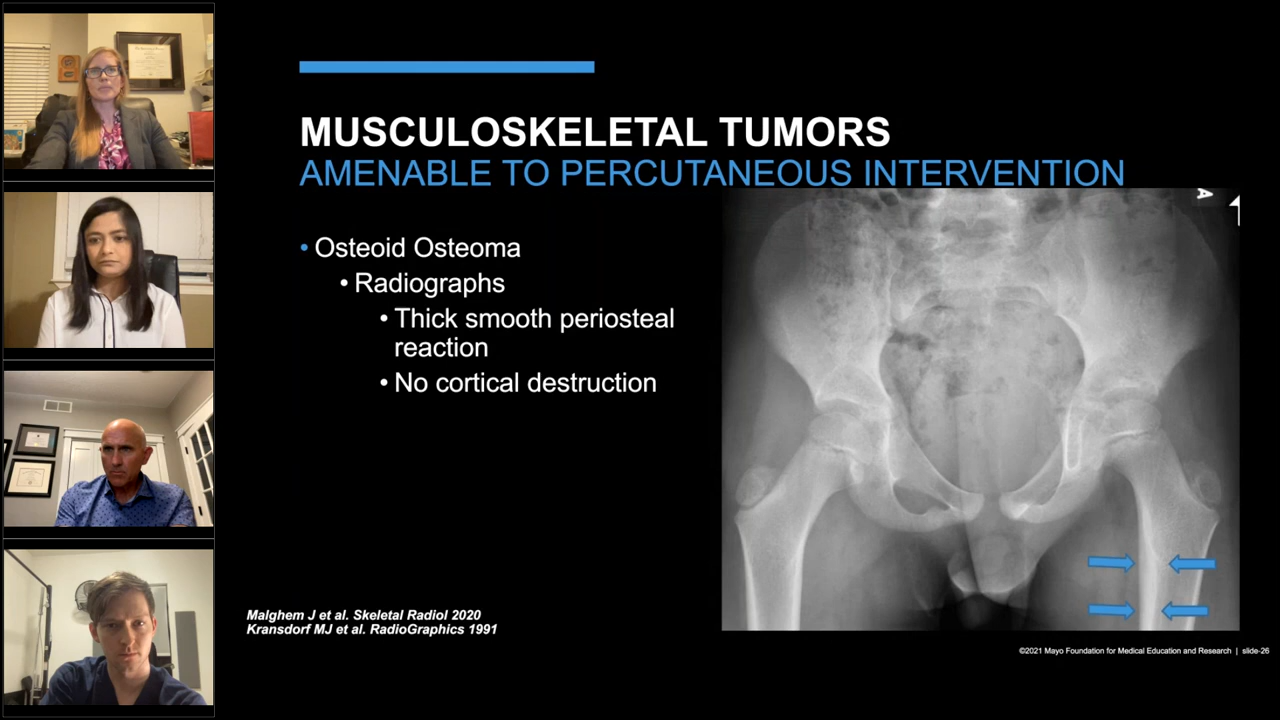 MUSCULOSKELETAL TUMORS
AMENABLE TO PERCUTANEOUS INTERVENTION
A
• Osteoid Osteoma
• Radiographs
• Thick smooth periosteal
reaction
• No cortical destruction
Malghem J et al. Skeletal Radiol 2020
Kransdorf MJ et al. RadioGraphics 1991
©2021 Mayo Foundation for Medical Education and Research | slide-26